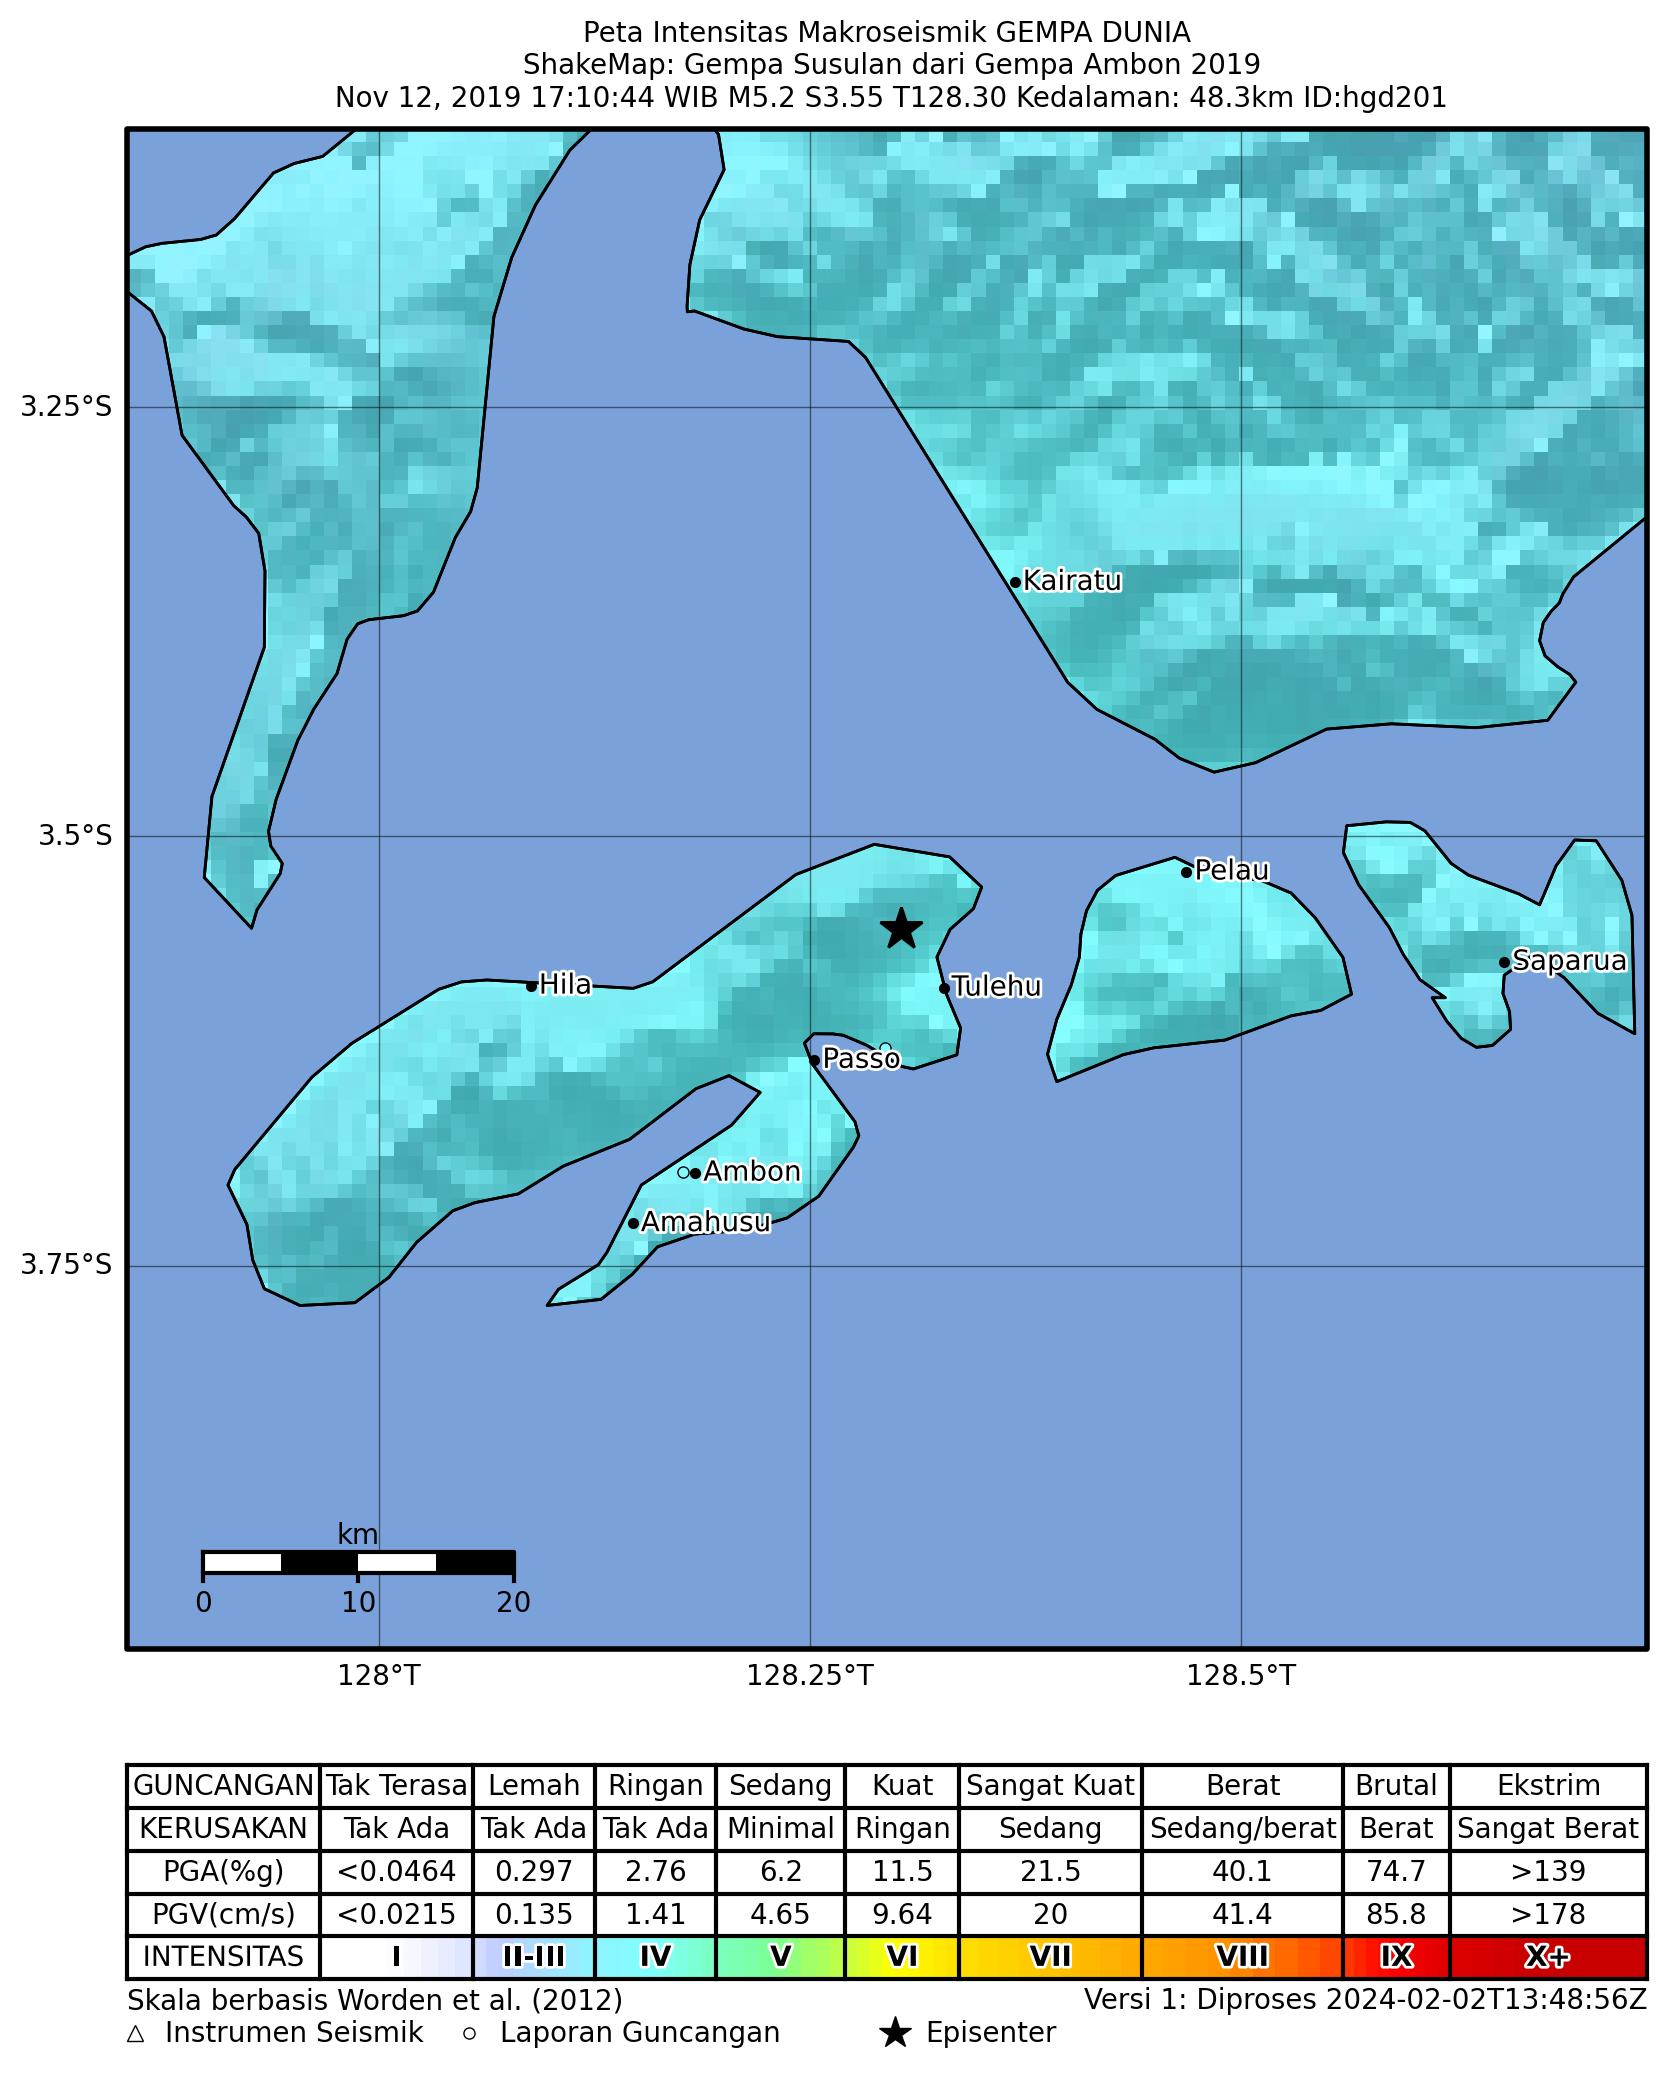 Peta Intensitas Makroseismik GEMPA DUNIA
ShakeMap: Gempa Susulan dari Gempa Ambon 2019
Nov 12, 2019 17:10:44 WIB M5.2 S3.55 T128.30 Kedalaman: 48.3km ID:hgd201
3.25°S
Kairatu
3.5°S
Pelau
Saparua
Hila
Tulehu
Passo
Ambon
Amahusu
3.75°S
km
0 10 20
128°T 128.25°T 128.5°T
GUNCANGAN Tak Terasa Lemah Ringan Sedang Kuat Sangat Kuat Berat Brutal Ekstrim
KERUSAKAN Tak Ada Tak Ada Tak Ada Minimal Ringan Sedang Sedang/berat Berat Sangat Berat
PGA(%g) <0.0464 0.297 2.76 6.2 11.5 21.5 40.1 74.7 >139
PGV(cm/s) <0.0215 0.135 1.41 4.65 9.64 20 41.4 85.8 >178
INTENSITAS I II-III IV V VI VII VIII IX X+
Skala berbasis Worden et al. (2012) Versi 1: Diproses 2024-02-02T13:48:56Z
Instrumen Seismik Laporan Guncangan Episenter